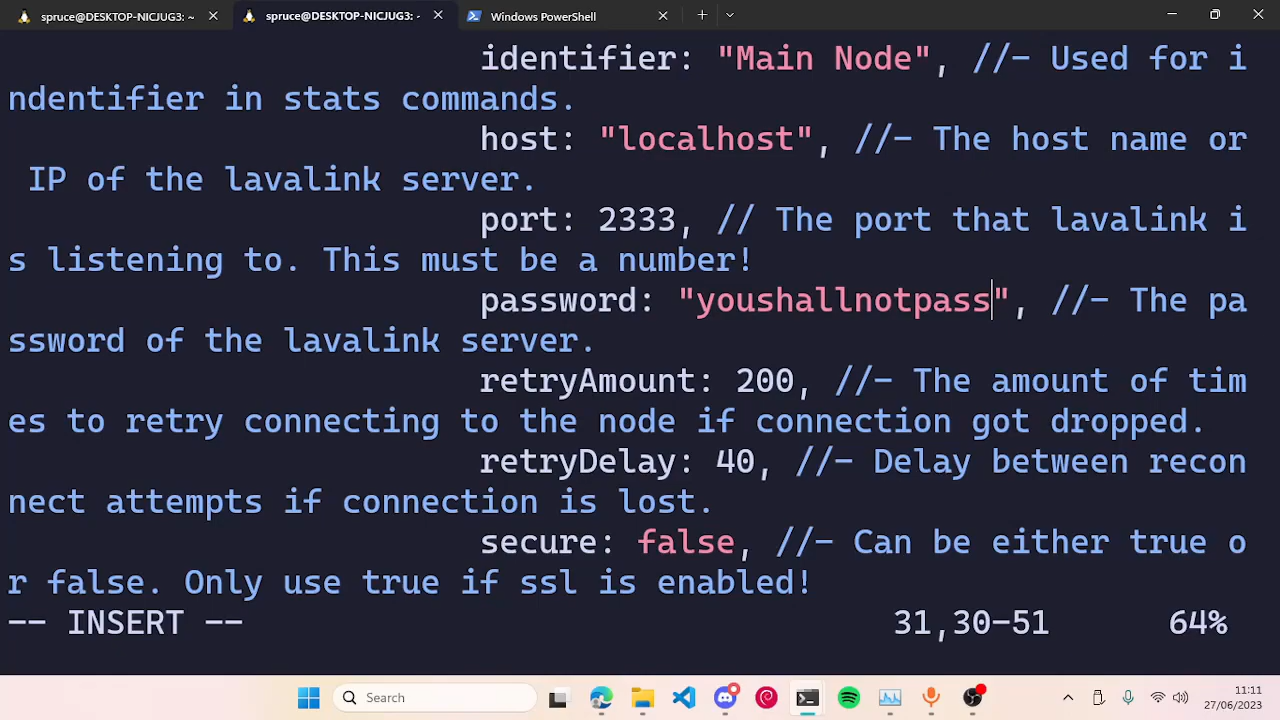 spruce@DESKTOP-NICJUG3: ~
spruce@DESKTOP-NICJUG3: ~
Windows PowerShell
identifier: "Main Node", //- Used for i
ndentifier in stats commands.
host: "localhost", //- The host name or
IP of the lavalink server.
port: 2333, // The port that lavalink i
s listening to. This must be a number!
password: "youshallnotpass", //- The pa
ssword of the lavalink server.
retryAmount: 200, //- The amount of tim
es to retry connecting to the node if connection got dropped.
retryDelay: 40, //- Delay between recon
nect attempts if connection is lost.
secure: false, //- Can be either true o
r false. Only use true if ssl is enabled!
-- INSERT -- 31,30-51 64%
Search
11:11
27/06/2023